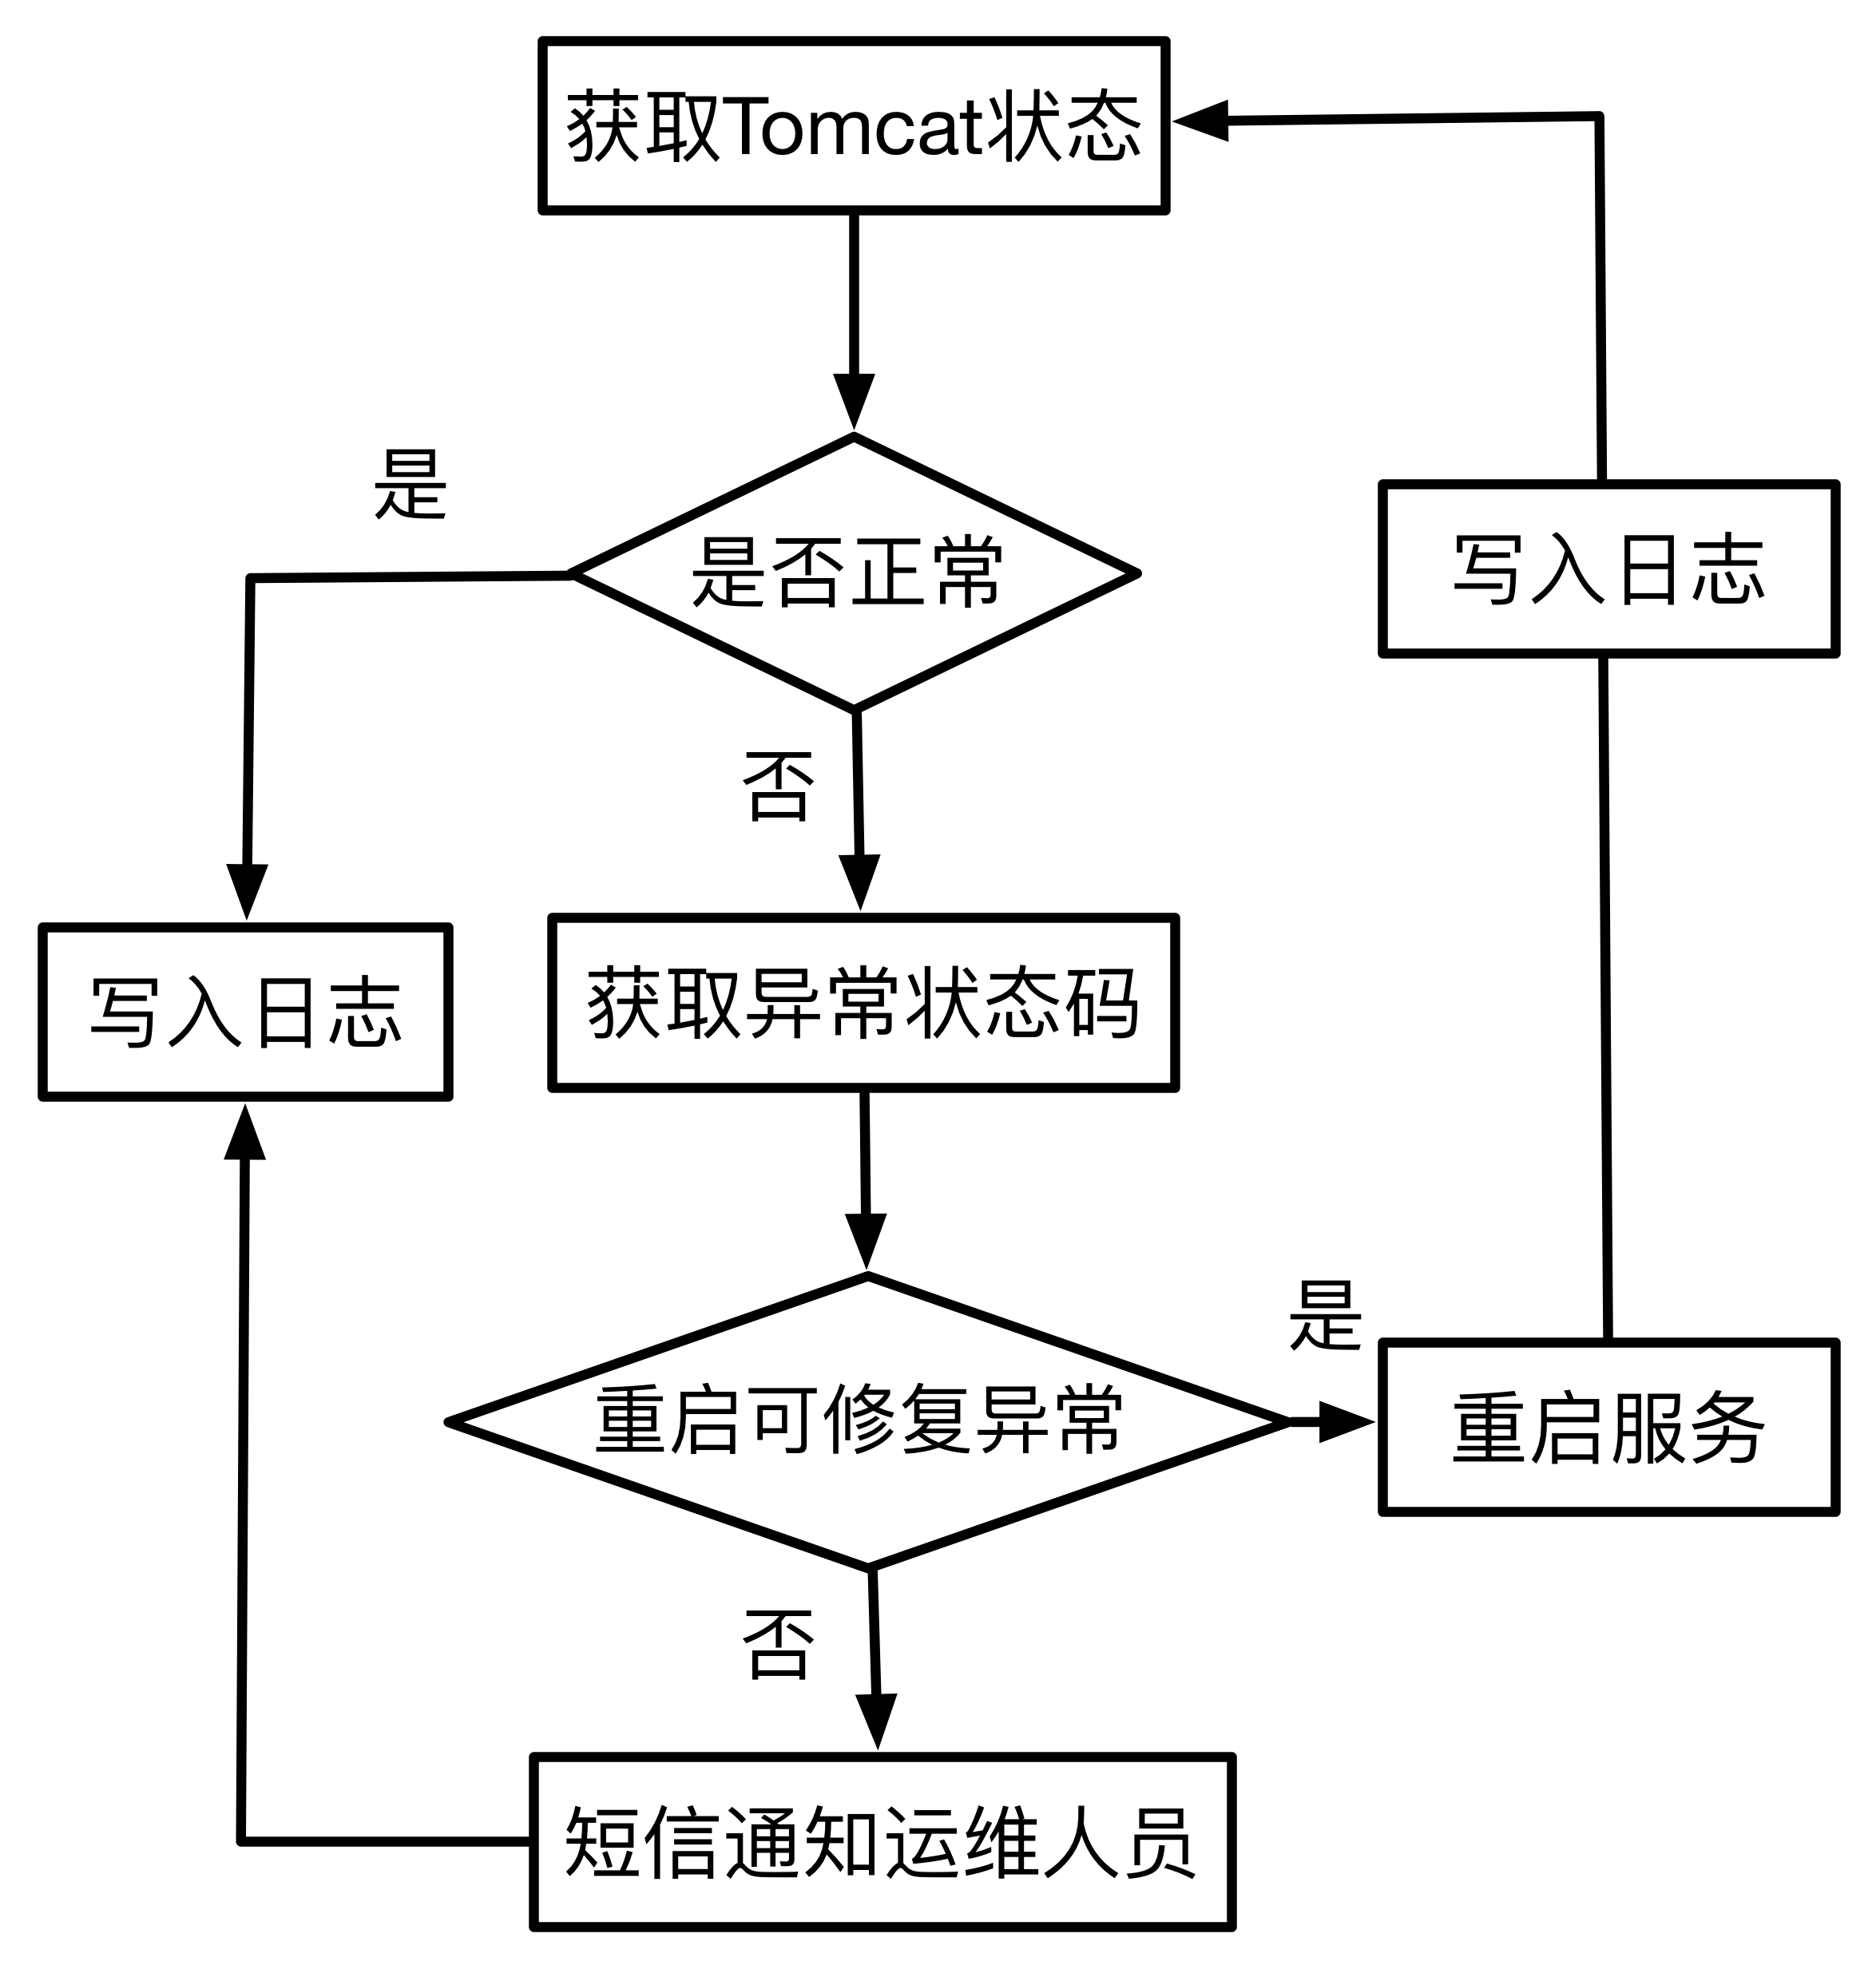 获取Tomcat状态
是
是否正常
写入日志
否
写入日志
获取异常状态码
是
重启可修复异常
重启服务
否
短信通知运维人员